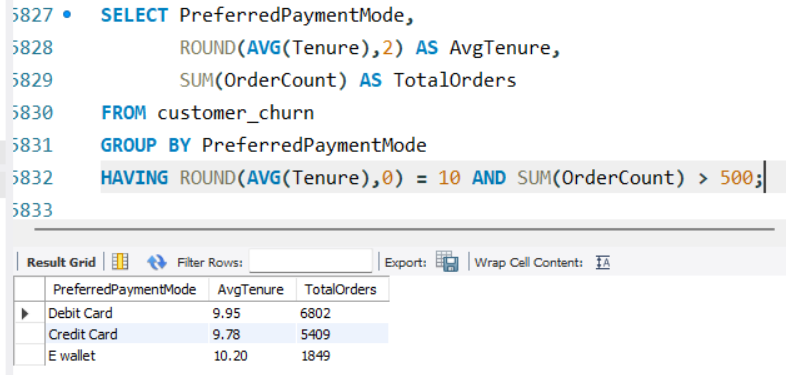 5827 SELECT PreferredPaymentMode,
5828 ROUND(AVG(Tenure),2) AS AvgTenure,
5829 SUM(OrderCount) AS TotalOrders
5830 FROM customer_churn
5831 GROUP BY PreferredPaymentMode
5832 HAVING ROUND(AVG(Tenure),0) = 10 AND SUM(OrderCount) > 500;
5833
Result Grid Filter Rows: Export: Wrap Cell Content: IA
PreferredPaymentMode AvgTenure TotalOrders
Debit Card 9.95 6802
Credit Card 9.78 5409
E wallet 10.20 1849